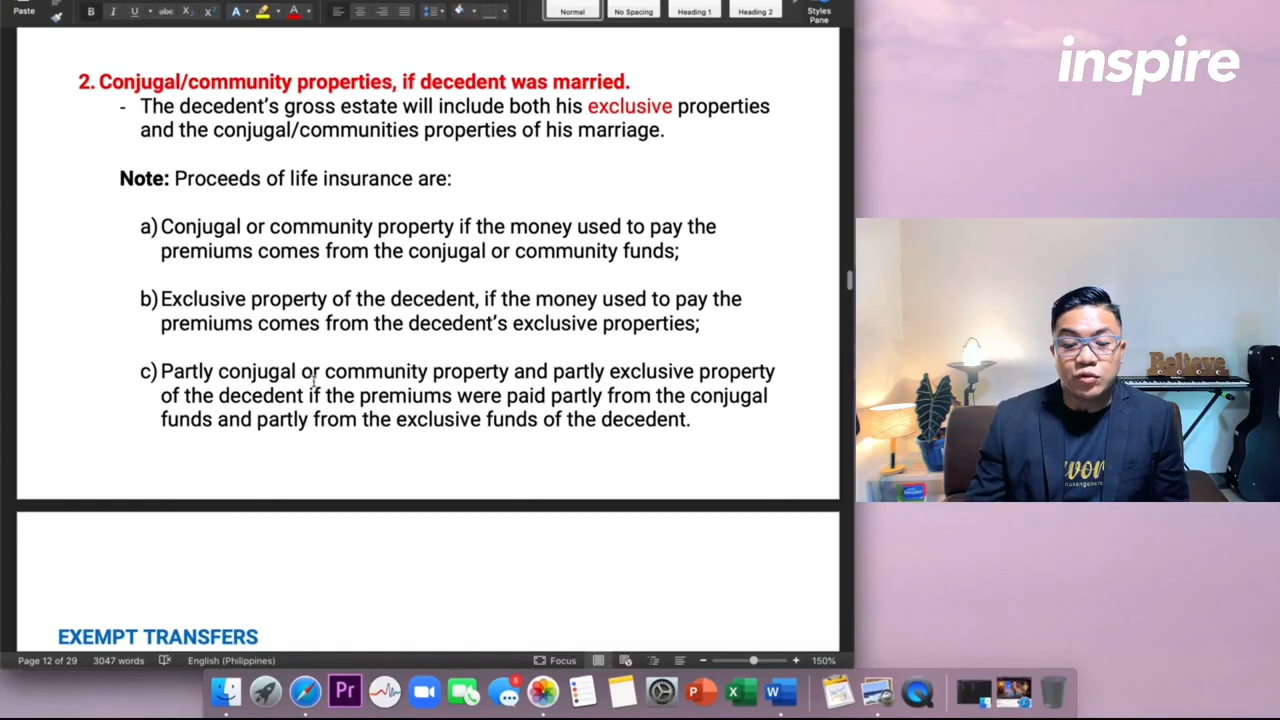 Paste
B I U abc X₂ X² A A
Normal No Spacing Heading 1 Heading 2 Styles Pane
inspire
2. Conjugal/community properties, if decedent was married.
- The decedent's gross estate will include both his exclusive properties
and the conjugal/communities properties of his marriage.
Note: Proceeds of life insurance are:
a) Conjugal or community property if the money used to pay the
premiums comes from the conjugal or community funds;
b) Exclusive property of the decedent, if the money used to pay the
premiums comes from the decedent's exclusive properties;
c) Partly conjugal or community property and partly exclusive property
of the decedent if the premiums were paid partly from the conjugal
funds and partly from the exclusive funds of the decedent.
Believe
EXEMPT TRANSFERS
Page 12 of 29 3047 words English (Philippines) Focus 150%
Pr 5 P X W